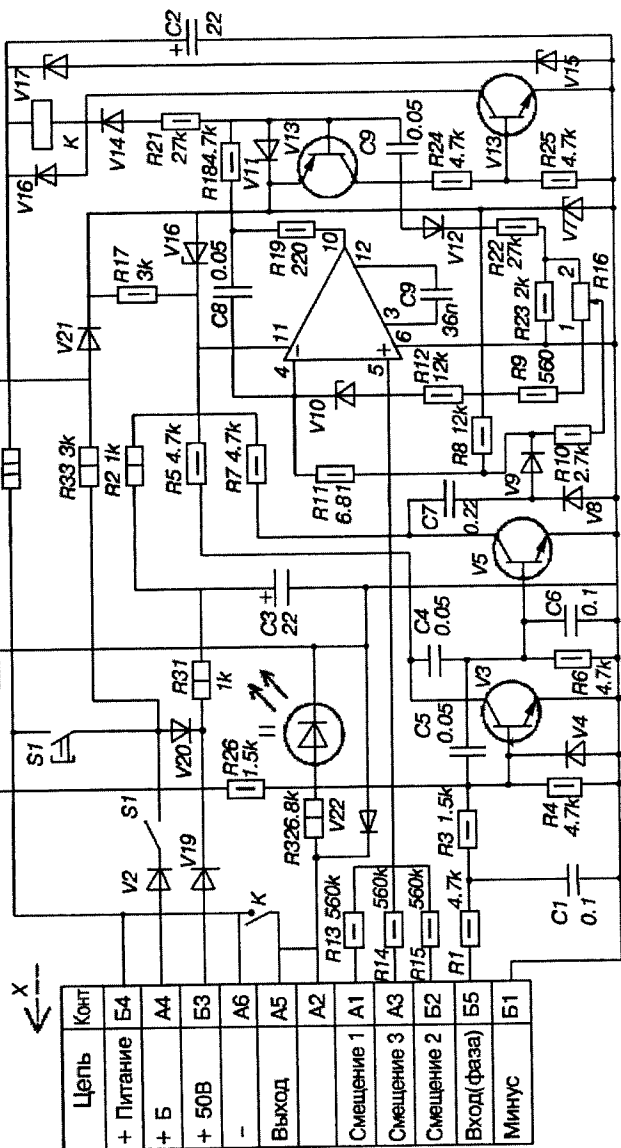 C2
22
+
V17
V15
K
V16
V14
R21
27k
R18 4.7k
V11
V13
C9
0.05
R24
4.7k
V13
R25
4.7k
R17
3k
V16
C8
0.05
R19
220
10
12
V12
R22
27k
V7
V21
11
4
5
3
6
C9
36n
R23 2k
2
1
R16
R33 3k
R2 1k
R5 4.7k
R7 4.7k
V10
R12
12k
R9
560
R11
6.81
R8 12k
R10
2.7k
C7
0.22
V9
V8
V5
C3 +
22
C4
0.05
C6
0.1
R31
1k
S1
V20
R26
1.5k
C5
0.05
V3
R6
4.7k
S1
V2
V19
R32 6.8k
V22
V4
R3 1.5k
R4
4.7k
K
R13 560k
R14 560k
R15 560k
R1 4.7k
C1
0.1
X
Цепь Конт
+ Питание Б4
+ Б А4
+ 50В Б3
- А6
Выход А5
А2
Смещение 1 А1
Смещение 3 А3
Смещение 2 Б2
Вход(фаза) Б5
Минус Б1